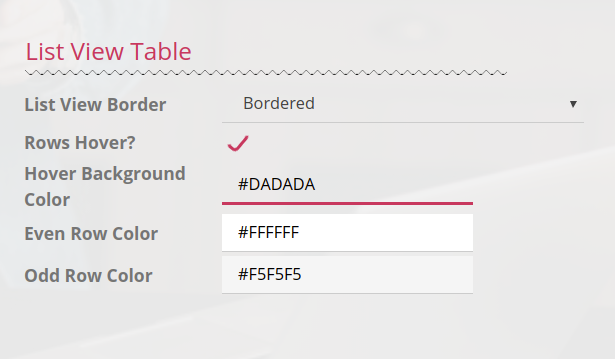 List View Table
List View Border
Bordered
Rows Hover?
Hover Background
Color
#DADADA
Even Row Color
#FFFFFF
Odd Row Color
#F5F5F5